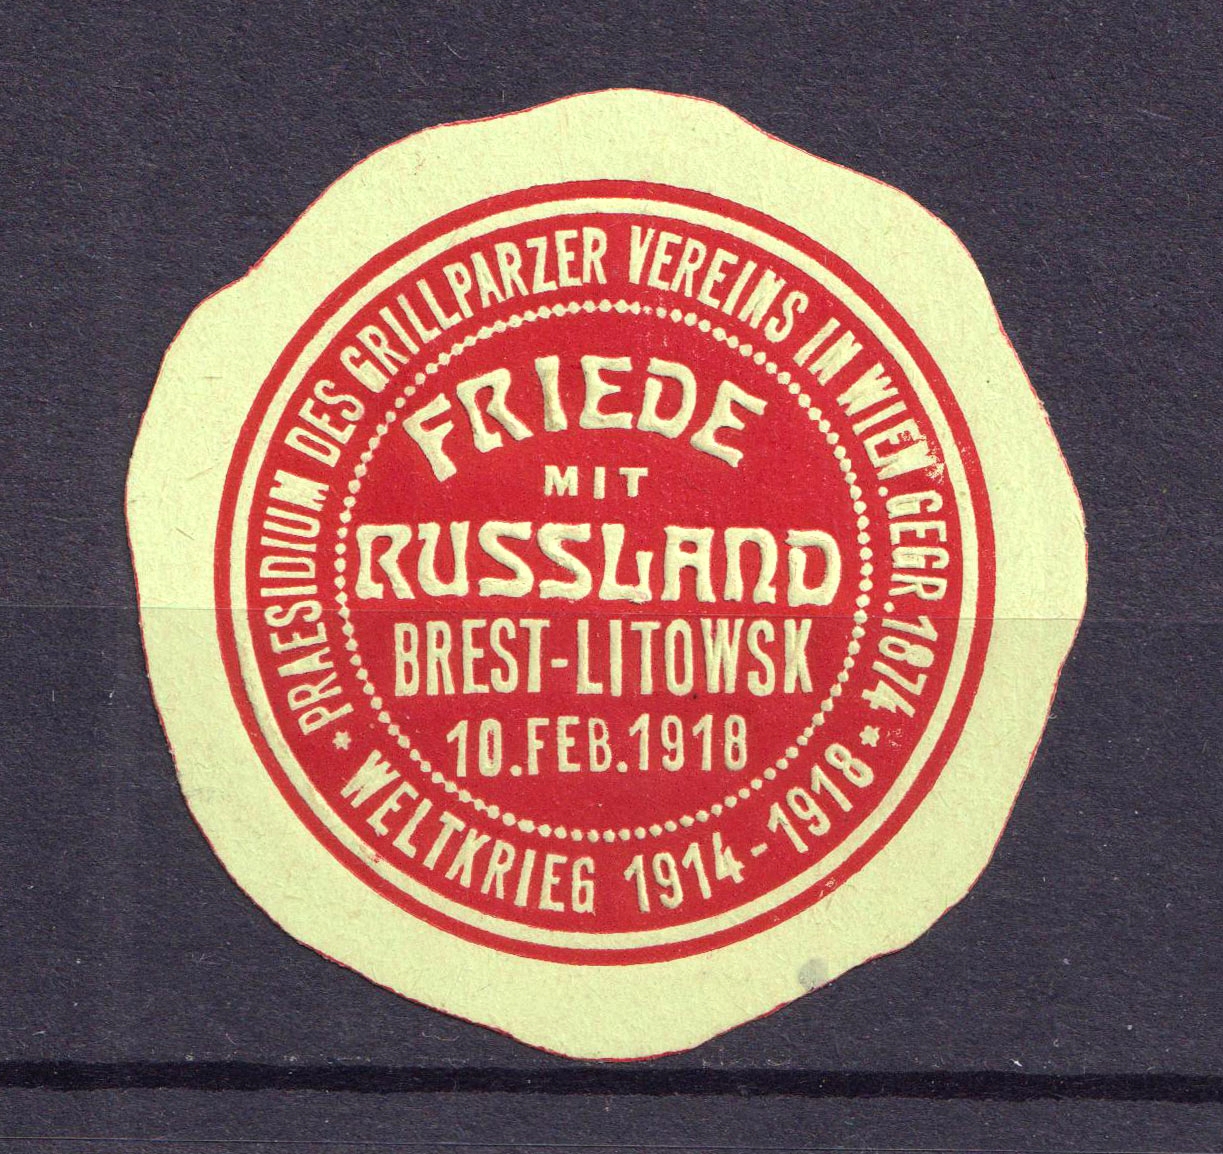 PRAESIDIUM DES GRILLPARZER VEREINS IN WIEN. GEGR. 1874
FRIEDE
MIT
RUSSLAND
BREST-LITOWSK
10. FEB. 1918
* WELTKRIEG 1914-1918 *